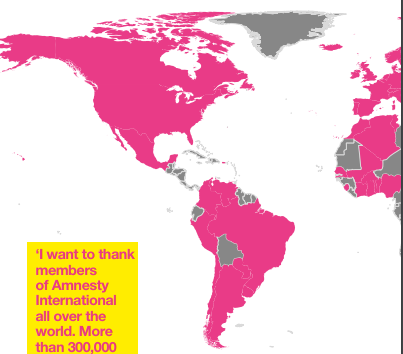 ‘I want to thank
members
of Amnesty
International
all over the
world. More
than 300,000